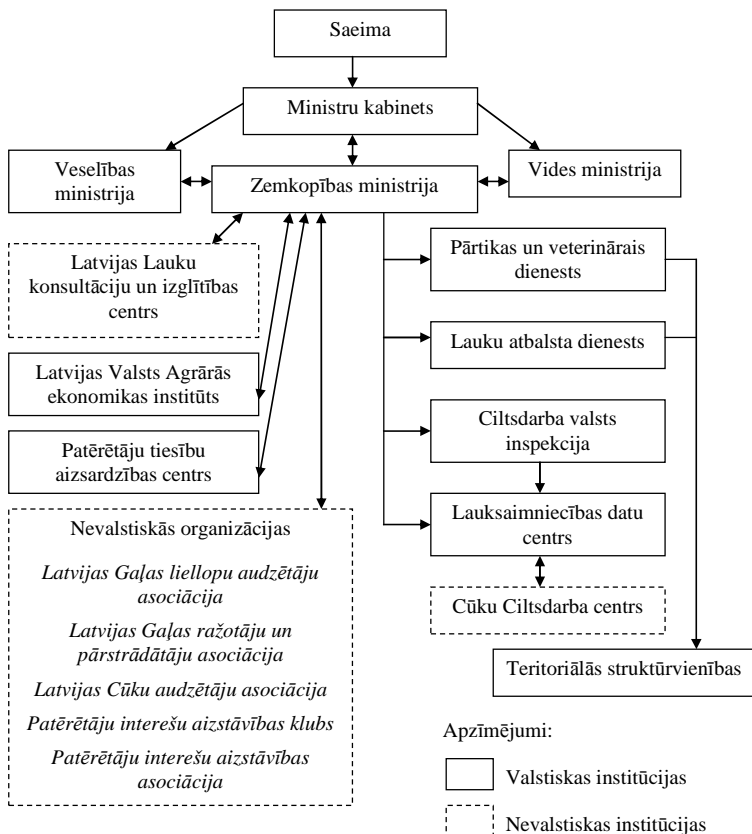 Saeima
Ministru kabinets
Veselības
ministrija
Zemkopības ministrija
Vides ministrija
Latvijas Lauku
konsultāciju un izglītības
centrs
Latvijas Valsts Agrārās
ekonomikas institūts
Patērētāju tiesību
aizsardzības centrs
Nevalstiskās organizācijas
Latvijas Gaļas liellopu audzētāju
asociācija
Latvijas Gaļas ražotāju un
pārstrādātāju asociācija
Latvijas Cūku audzētāju asociācija
Patērētāju interešu aizstāvības klubs
Patērētāju interešu aizstāvības
asociācija
Pārtikas un veterinārais
dienests
Lauku atbalsta dienests
Ciltsdarba valsts
inspekcija
Lauksaimniecības datu
centrs
Cūku Ciltsdarba centrs
Teritoriālās struktūrvienības
Apzīmējumi:
Valstiskas institūcijas
Nevalstiskas institūcijas